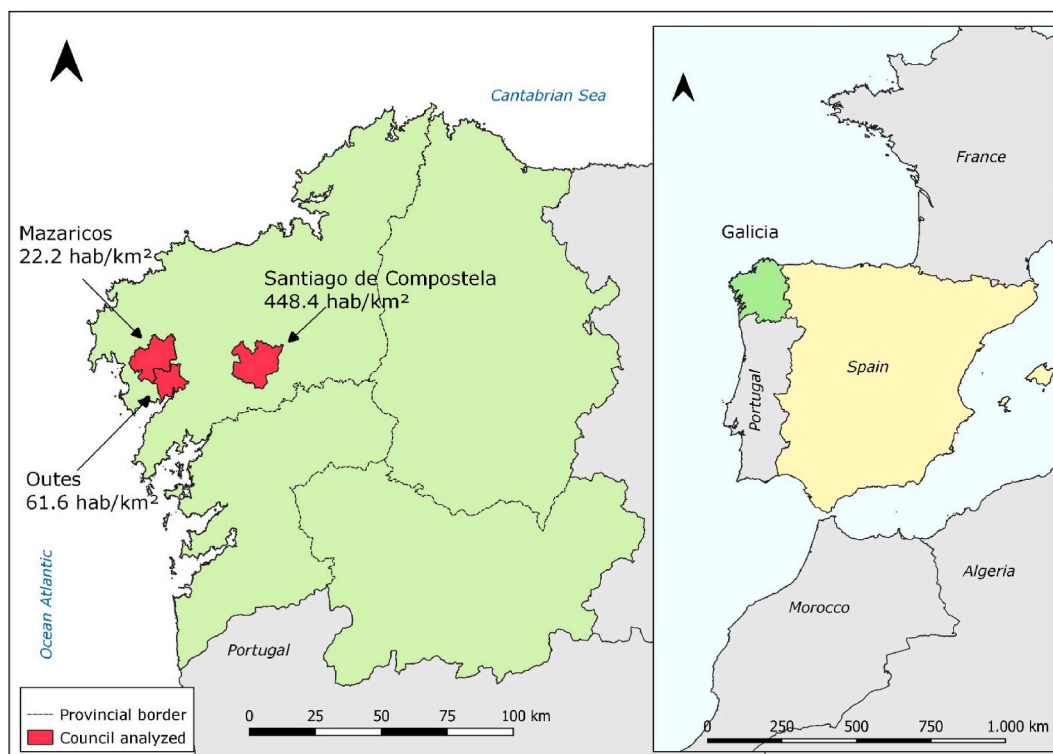 Cantabrian Sea
Mazaricos
22.2 hab/km²
Santiago de Compostela
448.4 hab/km²
Outes
61.6 hab/km²
Ocean Atlantic
Portugal
Provincial border
Council analyzed
0 25 50 75 100 km
France
Galicia
Spain
Portugal
Algeria
Morocco
0 250 500 750 1.000 km